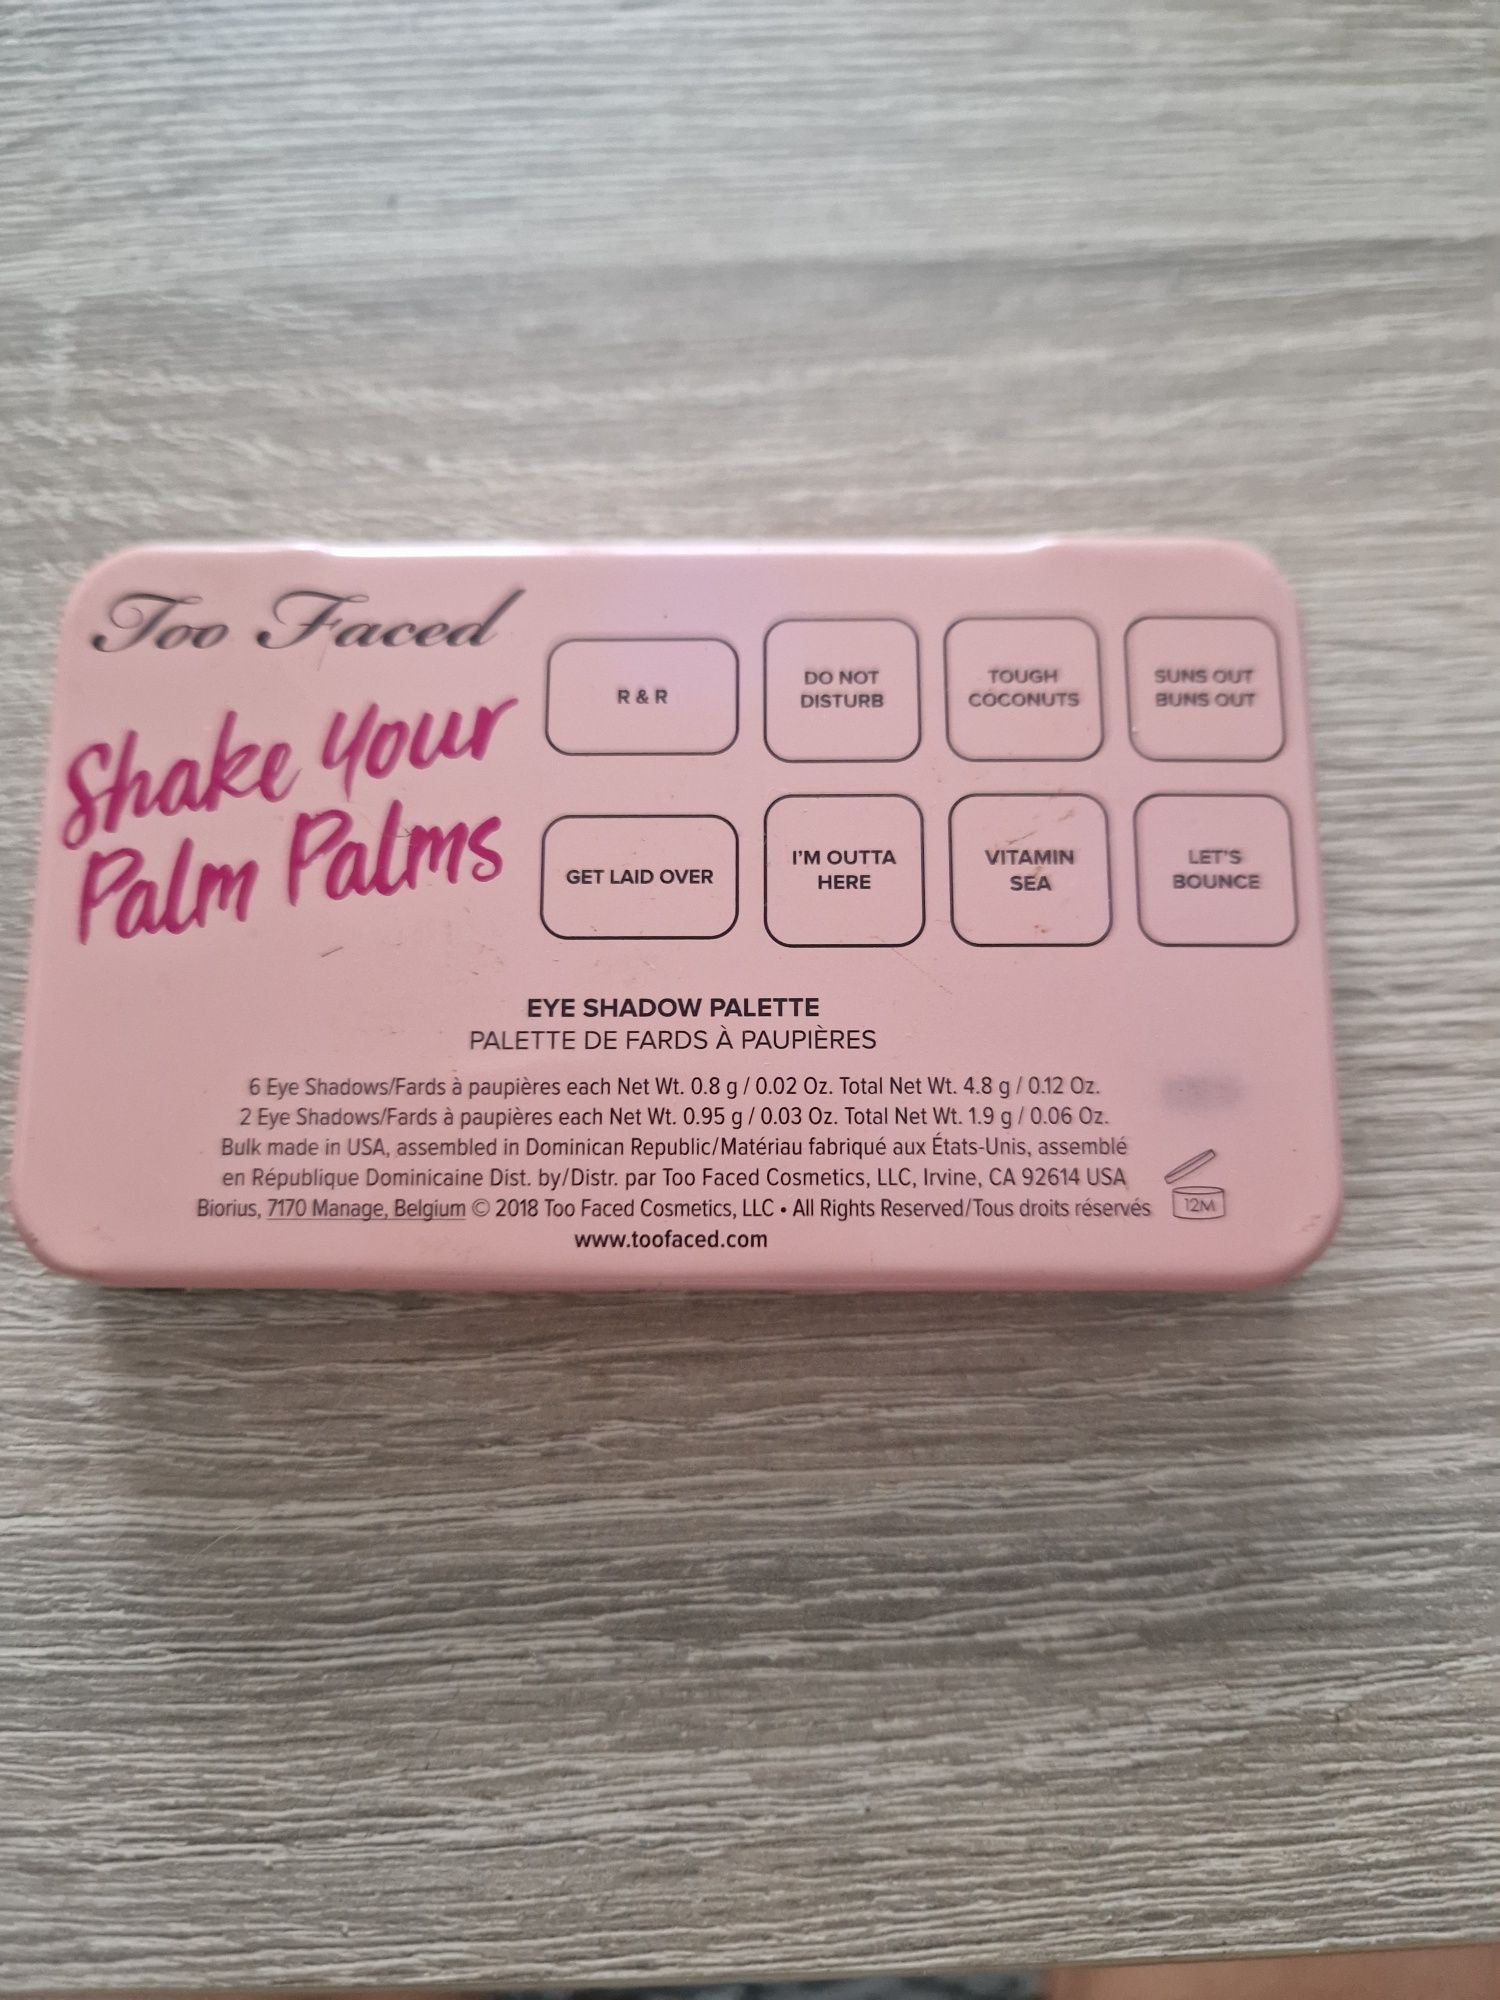 Too Faced
Shake Your
Palm Palms
R & R
DO NOT
DISTURB
TOUGH
COCONUTS
SUNS OUT
BUNS OUT
GET LAID OVER
I'M OUTTA
HERE
VITAMIN
SEA
LET'S
BOUNCE
EYE SHADOW PALETTE
PALETTE DE FARDS À PAUPIÈRES
6 Eye Shadows/Fards à paupières each Net Wt. 0.8 g / 0.02 Oz. Total Net Wt. 4.8 g / 0.12 Oz.
2 Eye Shadows/Fards à paupières each Net Wt. 0.95 g / 0.03 Oz. Total Net Wt. 1.9 g / 0.06 Oz.
Bulk made in USA, assembled in Dominican Republic/Matériau fabriqué aux États-Unis, assemblé
en République Dominicaine Dist. by/Distr. par Too Faced Cosmetics, LLC, Irvine, CA 92614 USA
Biorius, 7170 Manage, Belgium © 2018 Too Faced Cosmetics, LLC • All Rights Reserved/Tous droits réservés
www.toofaced.com
12M